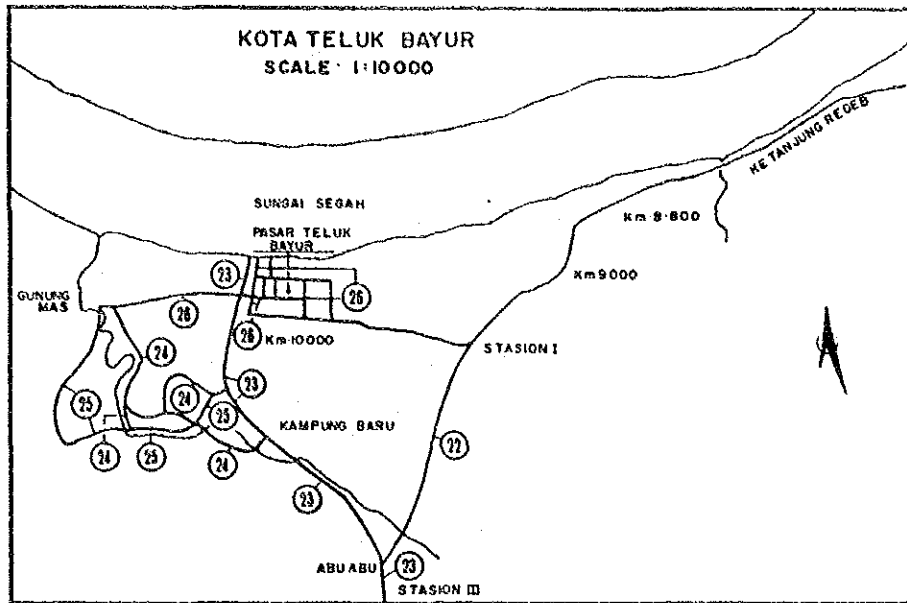 KOTA TELUK BAYUR
SCALE · 1:10000
KE TANJUNG REDEB
SUNGAI SEGAH
Km·8·800
PASAR TELUK
BAYUR
23
Km 9000
26
GUNUNG
MAS
26
26
Km·10000
STASION I
24
23
24
25
25
KAMPUNG BARU
22
24
25
24
23
ABU ABU
23
STASION III